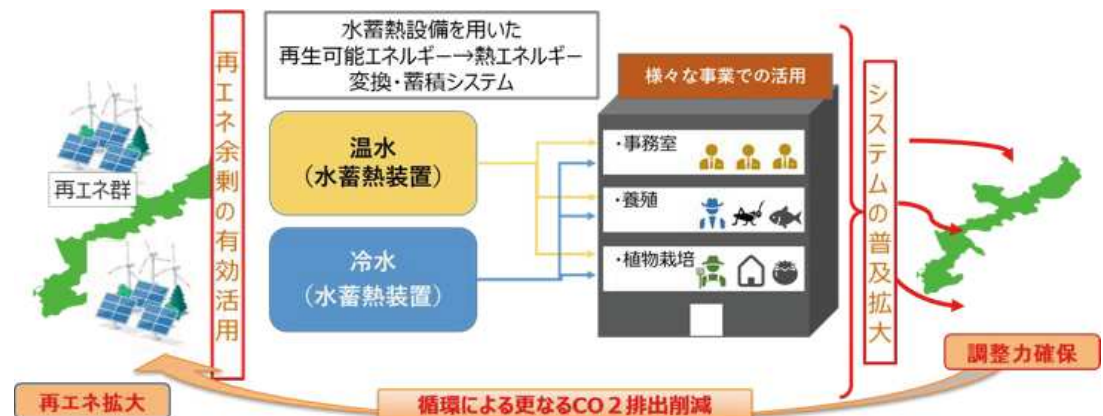 再エネ群
再エネ余剰の有効活用
水蓄熱設備を用いた
再生可能エネルギー→熱エネルギー
変換・蓄積システム
温水
（水蓄熱装置）
冷水
（水蓄熱装置）
様々な事業での活用
・事務室
・養殖
・植物栽培
システムの普及拡大
調整力確保
循環による更なるCO２排出削減
再エネ拡大